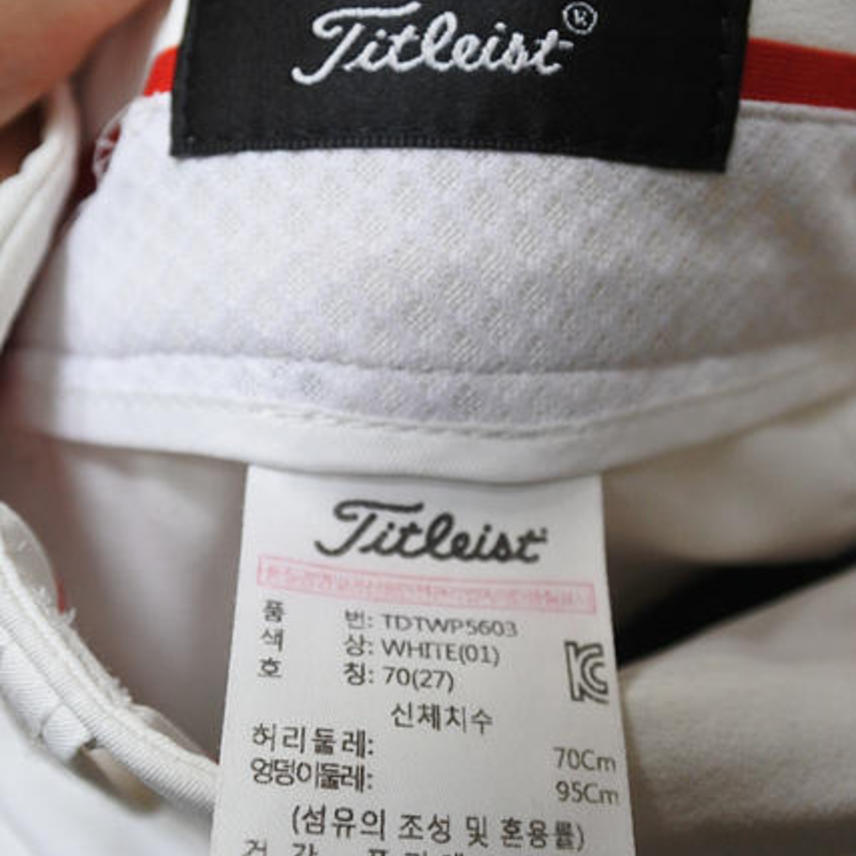 Titleist®
Titleist
품 번: TDTWP5603
색 상: WHITE(01)
호 칭: 70(27)
신체치수
허리둘레: 70Cm
엉덩이둘레: 95Cm
(섬유의 조성 및 혼용률)